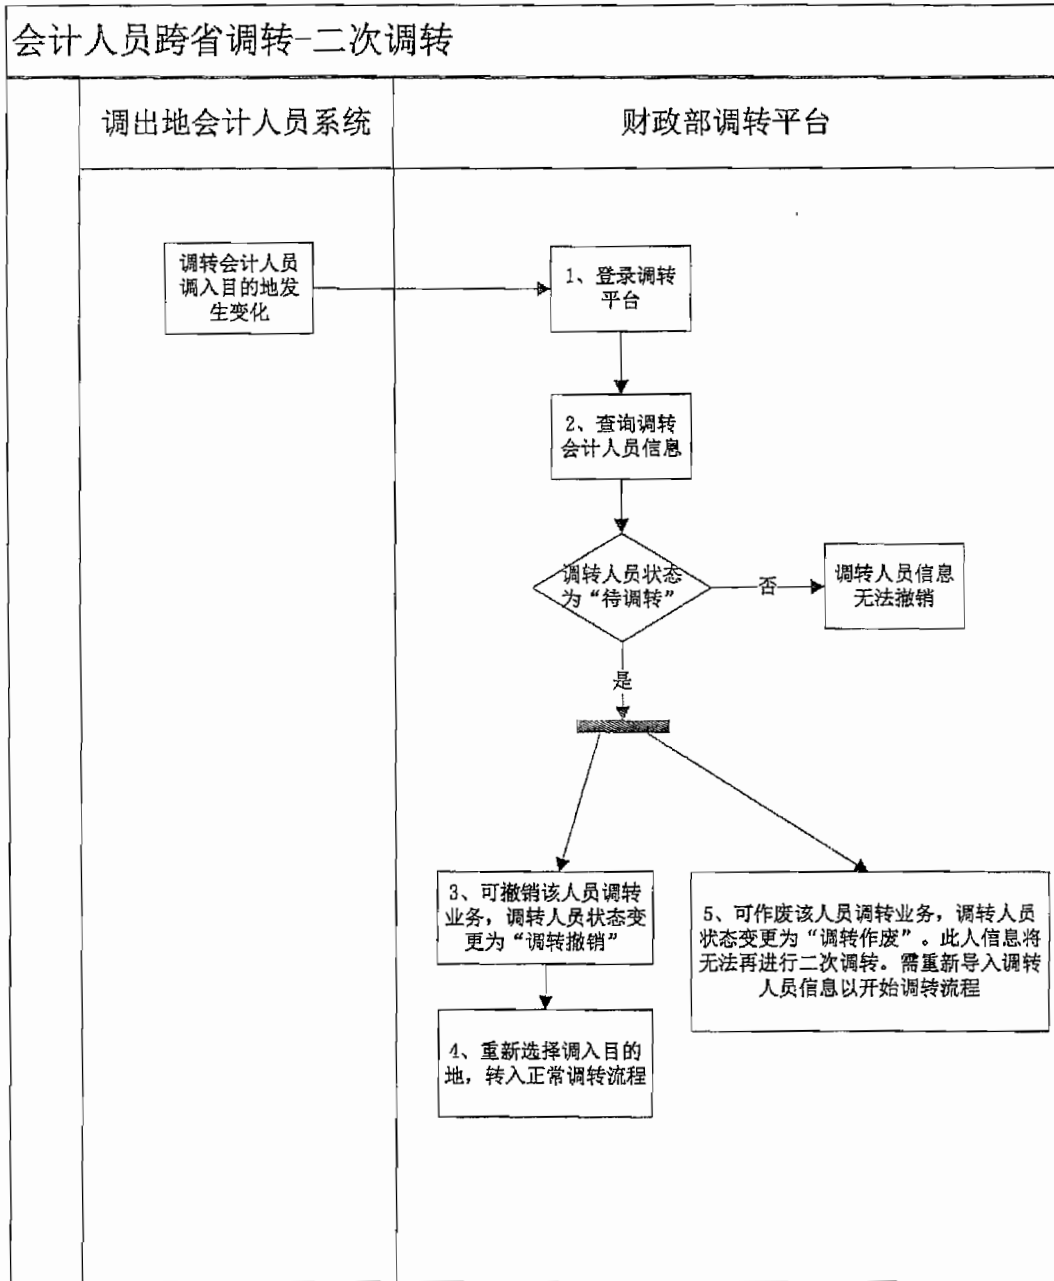 会计人员跨省调转-二次调转
调出地会计人员系统
财政部调转平台
调转会计人员
调入目的地发
生变化
1、登录调转
平台
2、查询调转
会计人员信息
调转人员状态
为“待调转”
否
调转人员信息
无法撤销
是
3、可撤销该人员调转
业务，调转人员状态变
更为“调转撤销”
4、重新选择调入目的
地，转入正常调转流程
5、可作废该人员调转业务，调转人员
状态变更为“调转作废”。此人信息将
无法再进行二次调转。需重新导入调转
人员信息以开始调转流程